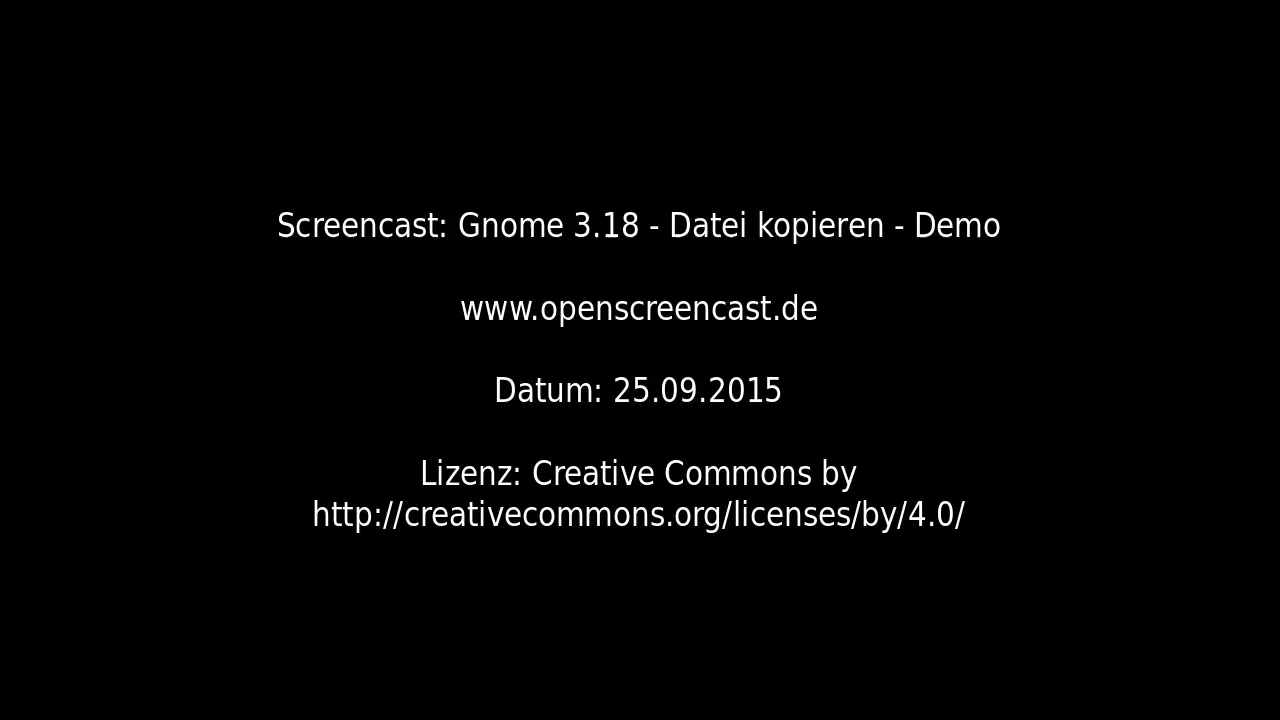 Screencast: Gnome 3.18 - Datei kopieren - Demo
www.openscreencast.de
Datum: 25.09.2015
Lizenz: Creative Commons by
http://creativecommons.org/licenses/by/4.0/